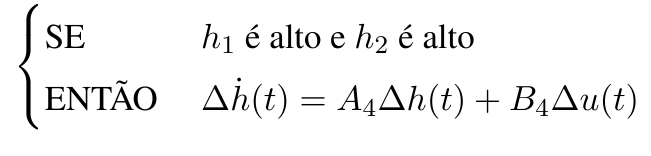 SE h₁ é alto e h₂ é alto
ENTÃO Δḣ(t) = A₄Δh(t) + B₄Δu(t)